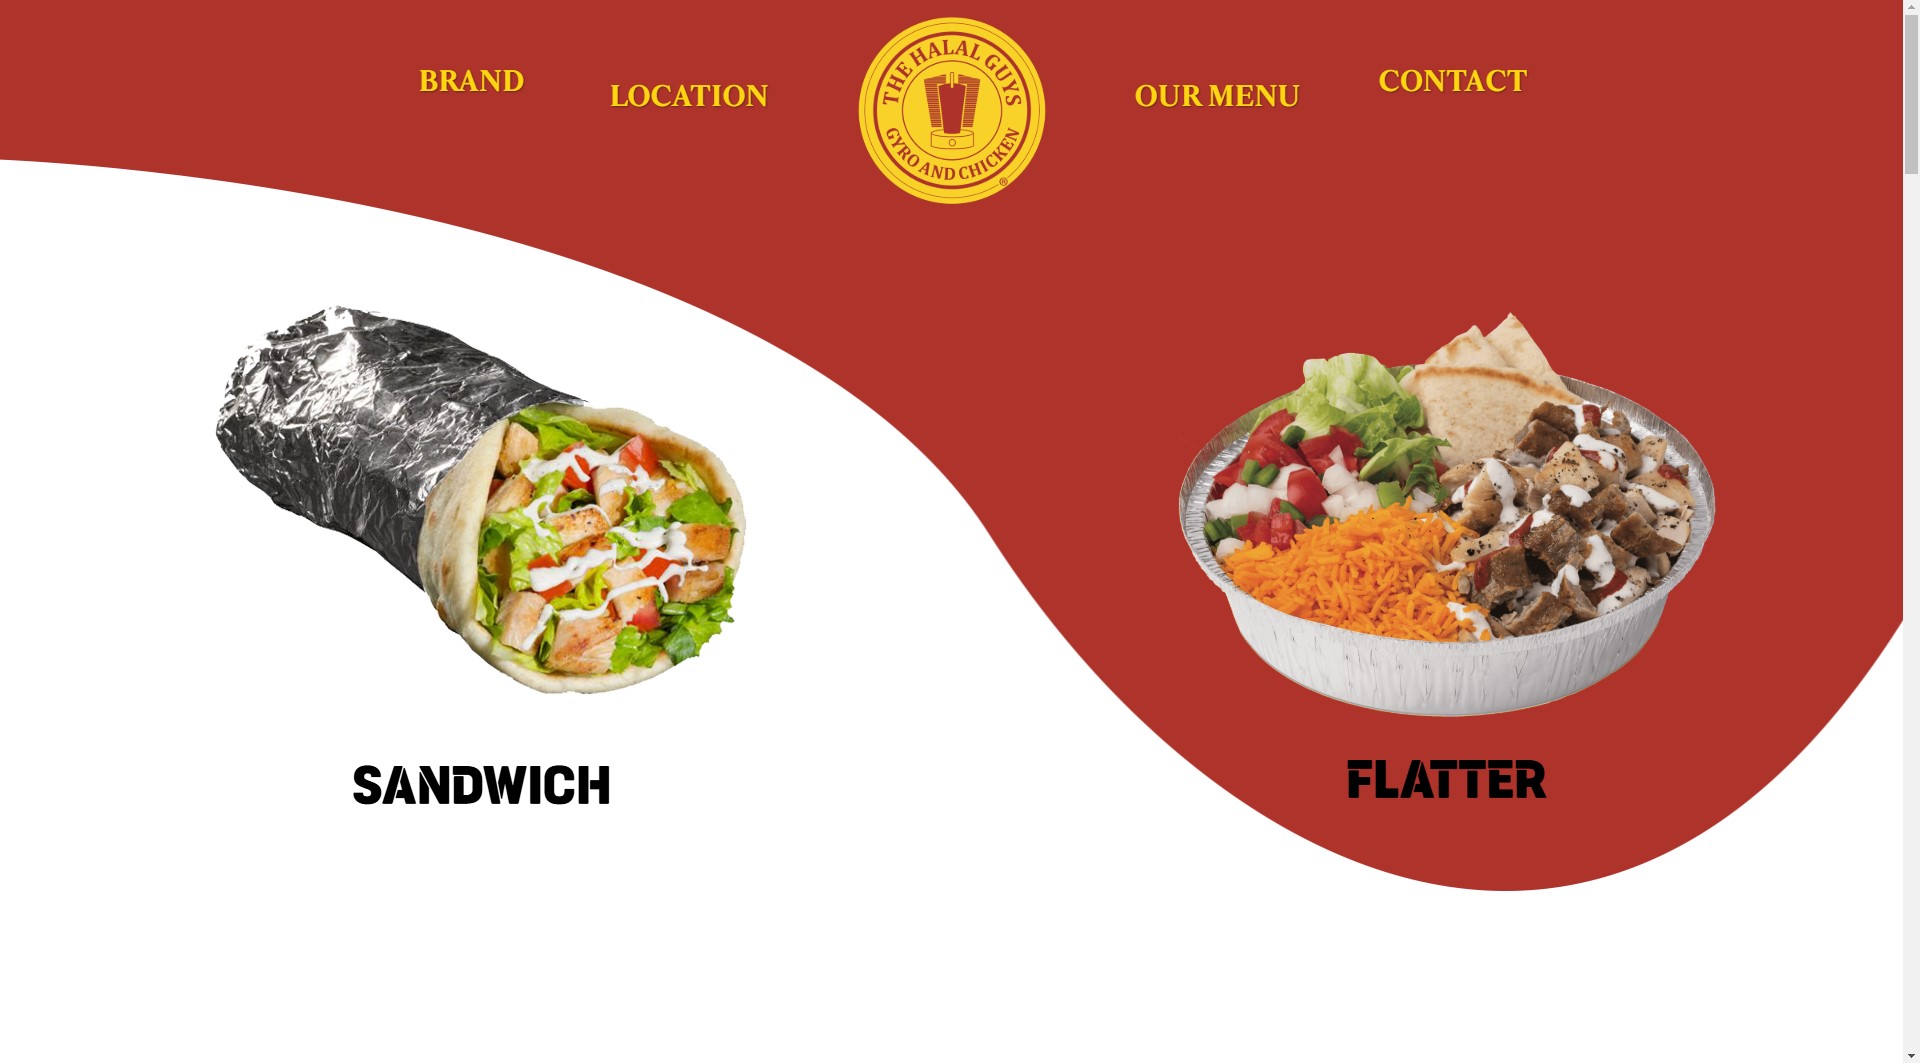 BRAND
LOCATION
THE HALAL GUYS
GYRO AND CHICKEN
®
OUR MENU
CONTACT
SANDWICH
FLATTER